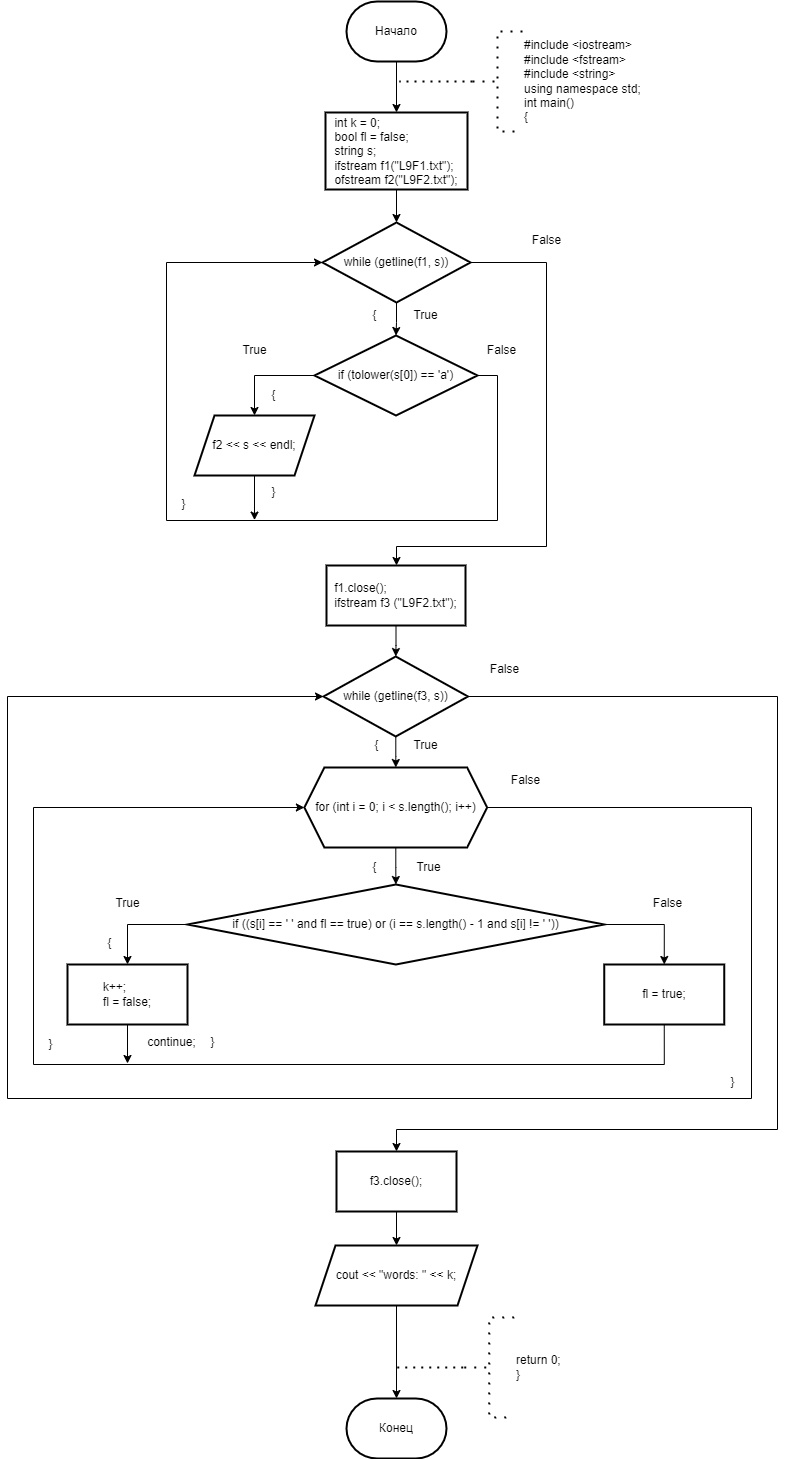 Начало
#include <iostream>
#include <fstream>
#include <string>
using namespace std;
int main()
{
int k = 0;
bool fl = false;
string s;
ifstream f1("L9F1.txt");
ofstream f2("L9F2.txt");
False
while (getline(f1, s))
{
True
True
False
if (tolower(s[0]) == 'a')
{
f2 << s << endl;
}
}
f1.close();
ifstream f3 ("L9F2.txt");
False
while (getline(f3, s))
{
True
False
for (int i = 0; i < s.length(); i++)
{
True
True
False
if ((s[i] == ' ' and fl == true) or (i == s.length() - 1 and s[i] != ' '))
{
k++;
fl = false;
fl = true;
}
continue;
}
}
f3.close();
cout << "words: " << k;
return 0;
}
Конец